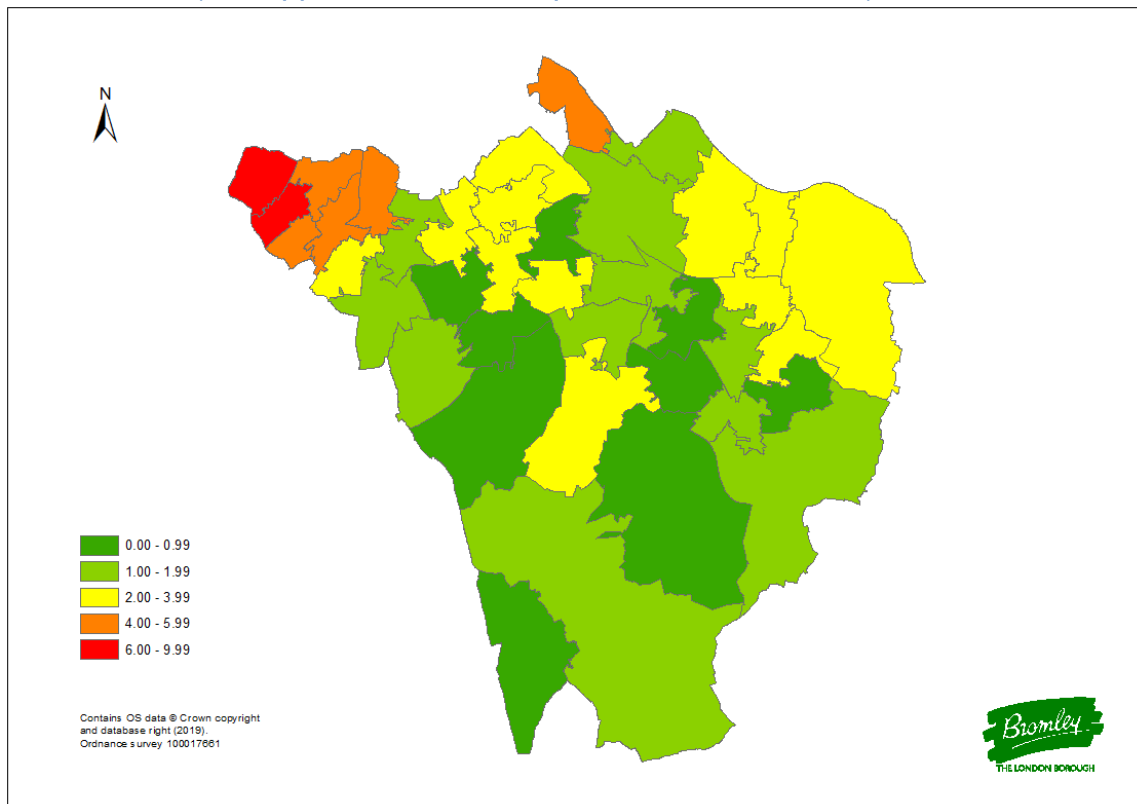 N
0.00 - 0.99
1.00 - 1.99
2.00 - 3.99
4.00 - 5.99
6.00 - 9.99
Contains OS data © Crown copyright
and database right (2019).
Ordnance survey 100017661
Bromley
THE LONDON BOROUGH